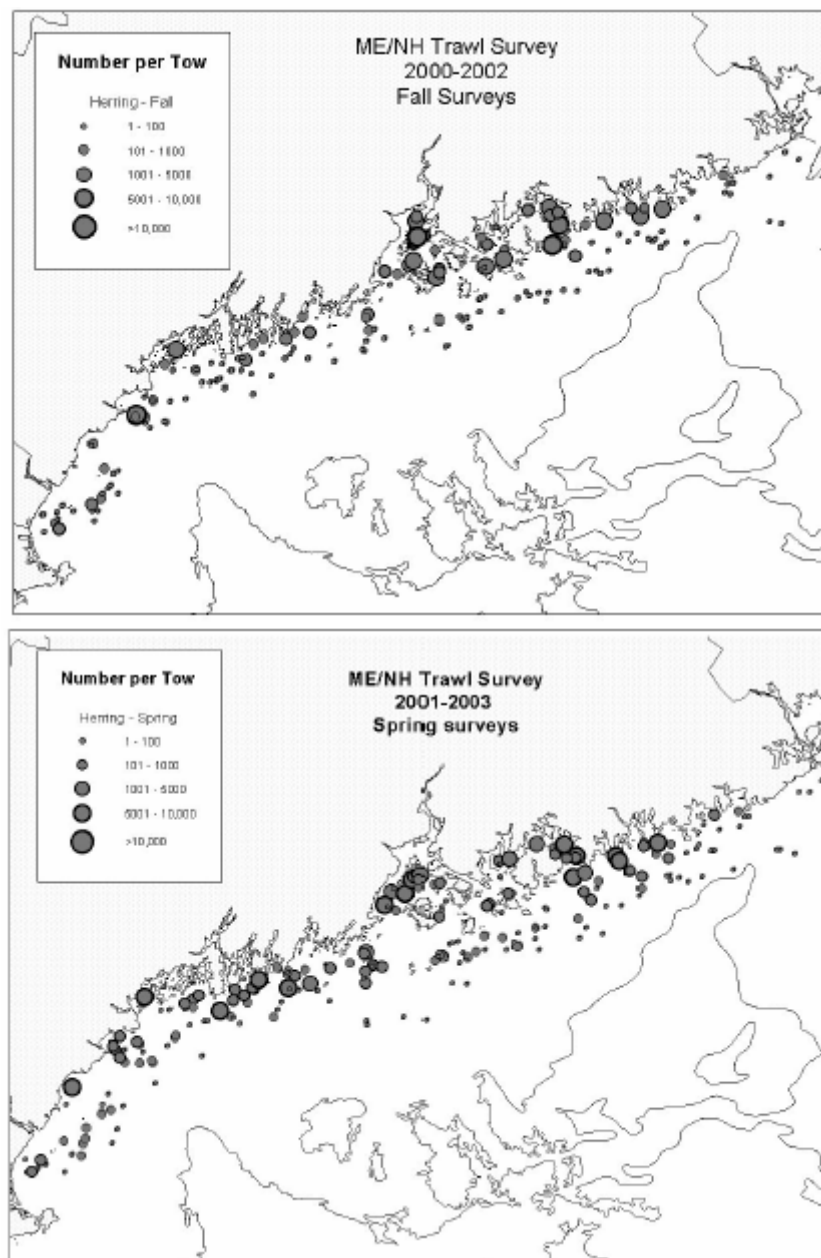 ME/NH Trawl Survey
2000-2002
Fall Surveys
Number per Tow
Herring - Fall
1 - 100
101 - 1000
1001 - 5000
5001 - 10,000
>10,000
ME/NH Trawl Survey
2001-2003
Spring surveys
Number per Tow
Herring - Spring
1 - 100
101 - 1000
1001 - 5000
5001 - 10,000
>10,000